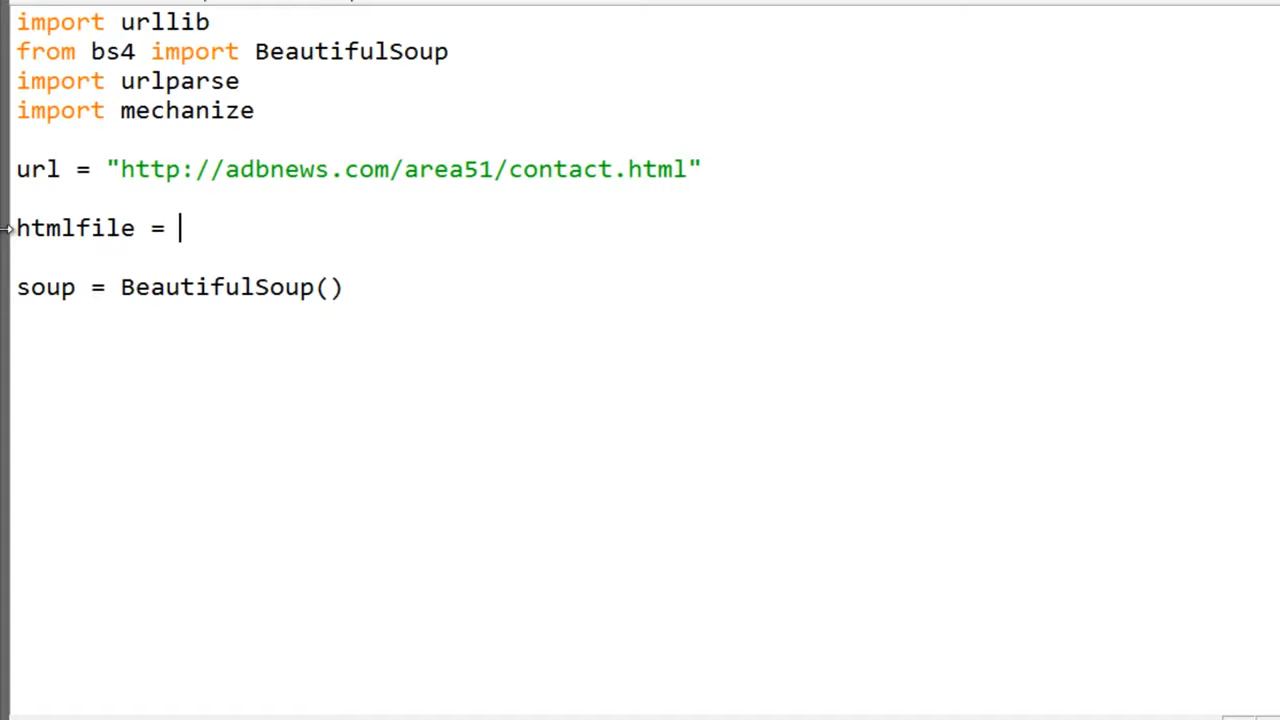 import urllib
from bs4 import BeautifulSoup
import urlparse
import mechanize
url = "http://adbnews.com/area51/contact.html"
htmlfile =
soup = BeautifulSoup()